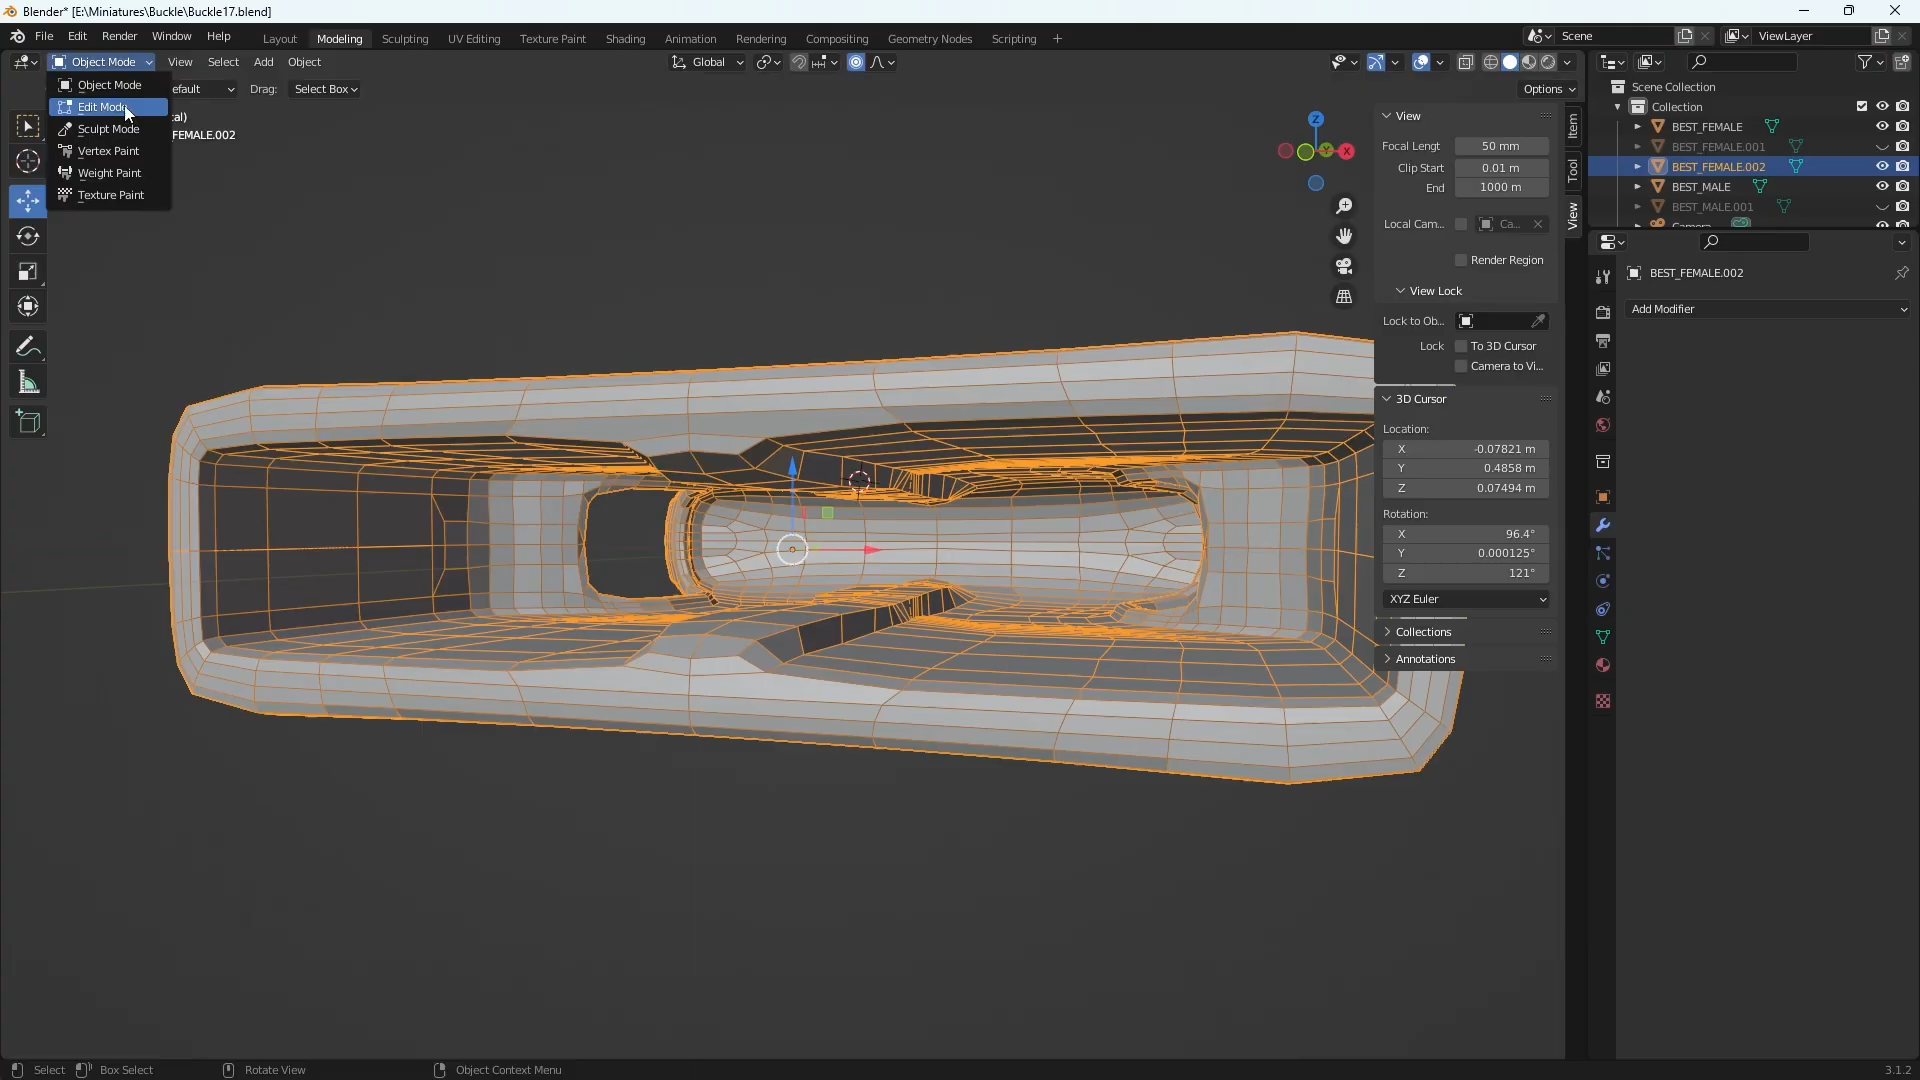 Blender* [E:\Miniatures\Buckle\Buckle17.blend]
File Edit Render Window Help
Layout Modeling Sculpting UV Editing Texture Paint Shading Animation Rendering Compositing Geometry Nodes Scripting +
Scene
ViewLayer
Object Mode View Select Add Object
Global
Object Mode
Edit Mode
Sculpt Mode
Vertex Paint
Weight Paint
Texture Paint
efault Drag: Select Box
Options
cal)
FEMALE.002
Z
Y
X
View
Focal Lengt 50 mm
Clip Start 0.01 m
End 1000 m
Local Cam... Ca...
Render Region
View Lock
Lock to Ob...
Lock To 3D Cursor
Camera to Vi...
3D Cursor
Location:
X -0.07821 m
Y 0.4858 m
Z 0.07494 m
Rotation:
X 96.4°
Y 0.000125°
Z 121°
XYZ Euler
Collections
Annotations
Item
Tool
View
Scene Collection
Collection
BEST_FEMALE
BEST_FEMALE.001
BEST_FEMALE.002
BEST_MALE
BEST_MALE.001
Camera
BEST_FEMALE.002
Add Modifier
Select Box Select Rotate View Object Context Menu
3.1.2